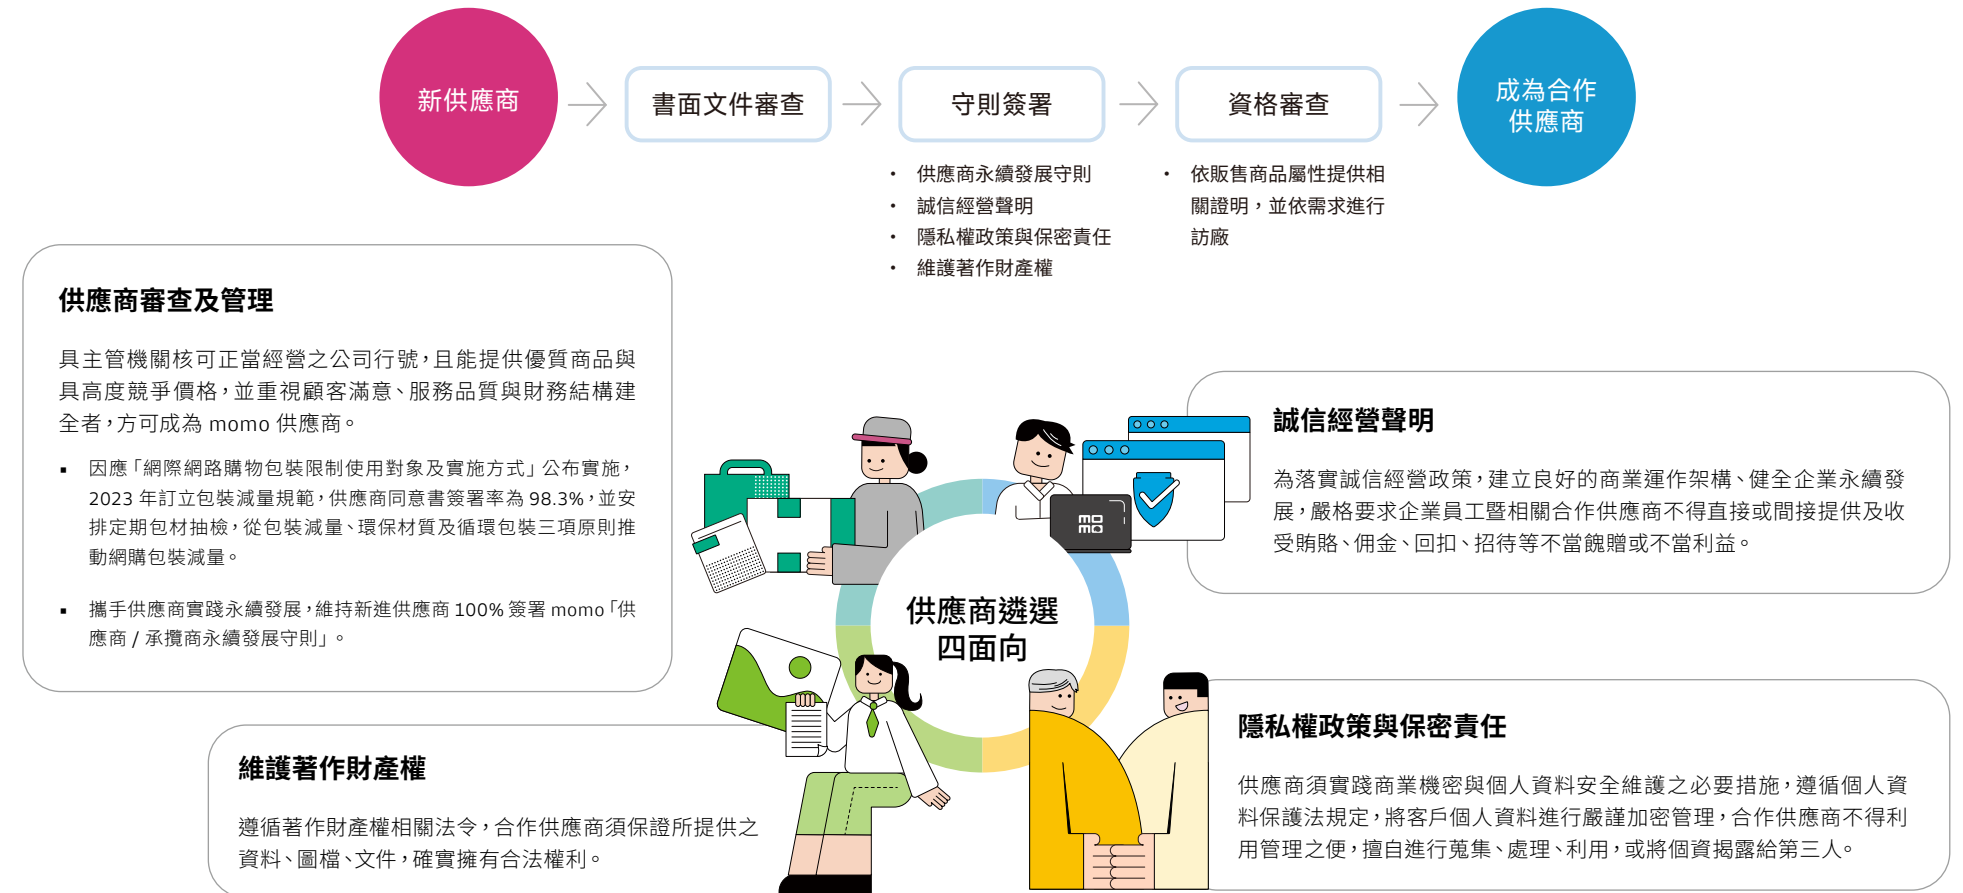 新供應商
書面文件審查
守則簽署
資格審查
成為合作
供應商
• 供應商永續發展守則
• 誠信經營聲明
• 隱私權政策與保密責任
• 維護著作財產權
• 依販售商品屬性提供相
關證明，並依需求進行
訪廠
供應商審查及管理
具主管機關核可正當經營之公司行號，且能提供優質商品與
具高度競爭價格，並重視顧客滿意、服務品質與財務結構建
全者，方可成為 momo 供應商。
▪ 因應「網際網路購物包裝限制使用對象及實施方式」公布實施，
2023 年訂立包裝減量規範，供應商同意書簽署率為 98.3%，並安
排定期包材抽檢，從包裝減量、環保材質及循環包裝三項原則推
動網購包裝減量。
▪ 攜手供應商實踐永續發展，維持新進供應商 100% 簽署 momo「供
應商 / 承攬商永續發展守則」。
誠信經營聲明
為落實誠信經營政策，建立良好的商業運作架構、健全企業永續發
展，嚴格要求企業員工暨相關合作供應商不得直接或間接提供及收
受賄賂、佣金、回扣、招待等不當餽贈或不當利益。
momo
供應商遴選
四面向
維護著作財產權
遵循著作財產權相關法令，合作供應商須保證所提供之
資料、圖檔、文件，確實擁有合法權利。
隱私權政策與保密責任
供應商須實踐商業機密與個人資料安全維護之必要措施，遵循個人資
料保護法規定，將客戶個人資料進行嚴謹加密管理，合作供應商不得利
用管理之便，擅自進行蒐集、處理、利用，或將個資揭露給第三人。